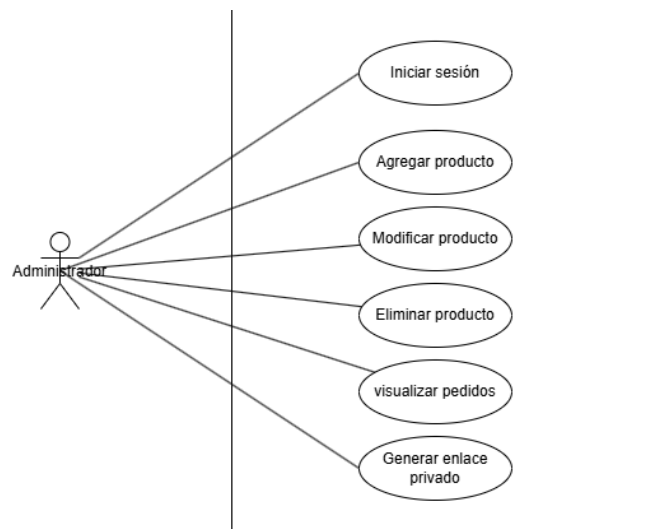 Iniciar sesión
Agregar producto
Modificar producto
Administrador
Eliminar producto
visualizar pedidos
Generar enlace
privado